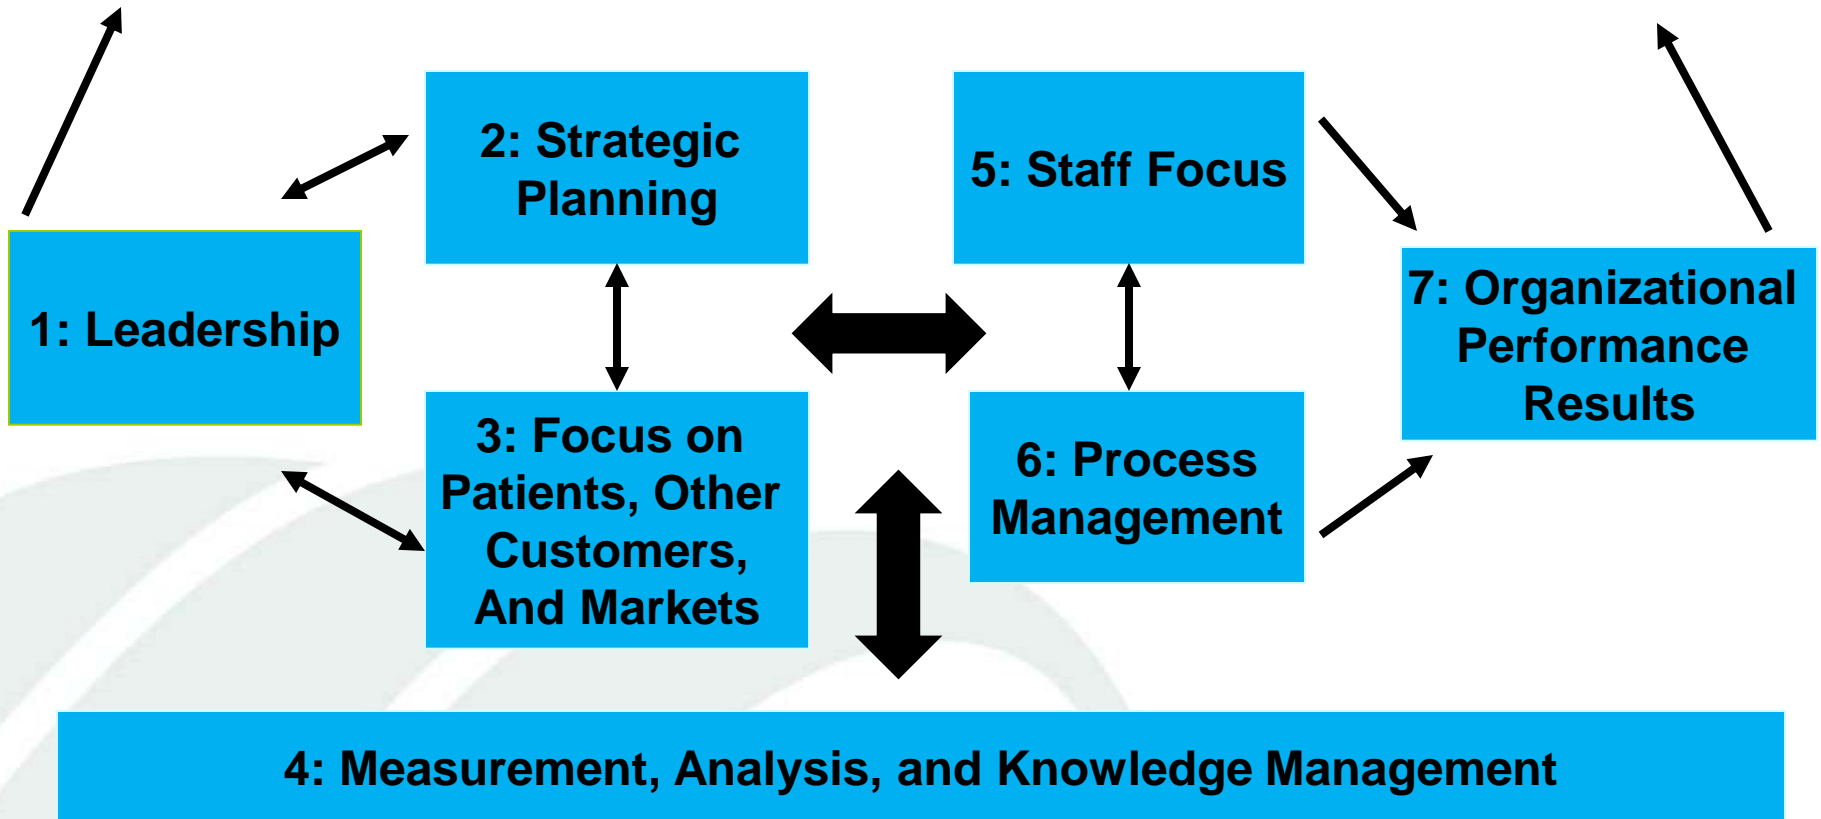 1: Leadership
2: Strategic
Planning
3: Focus on
Patients, Other
Customers,
And Markets
5: Staff Focus
6: Process
Management
7: Organizational
Performance
Results
4: Measurement, Analysis, and Knowledge Management